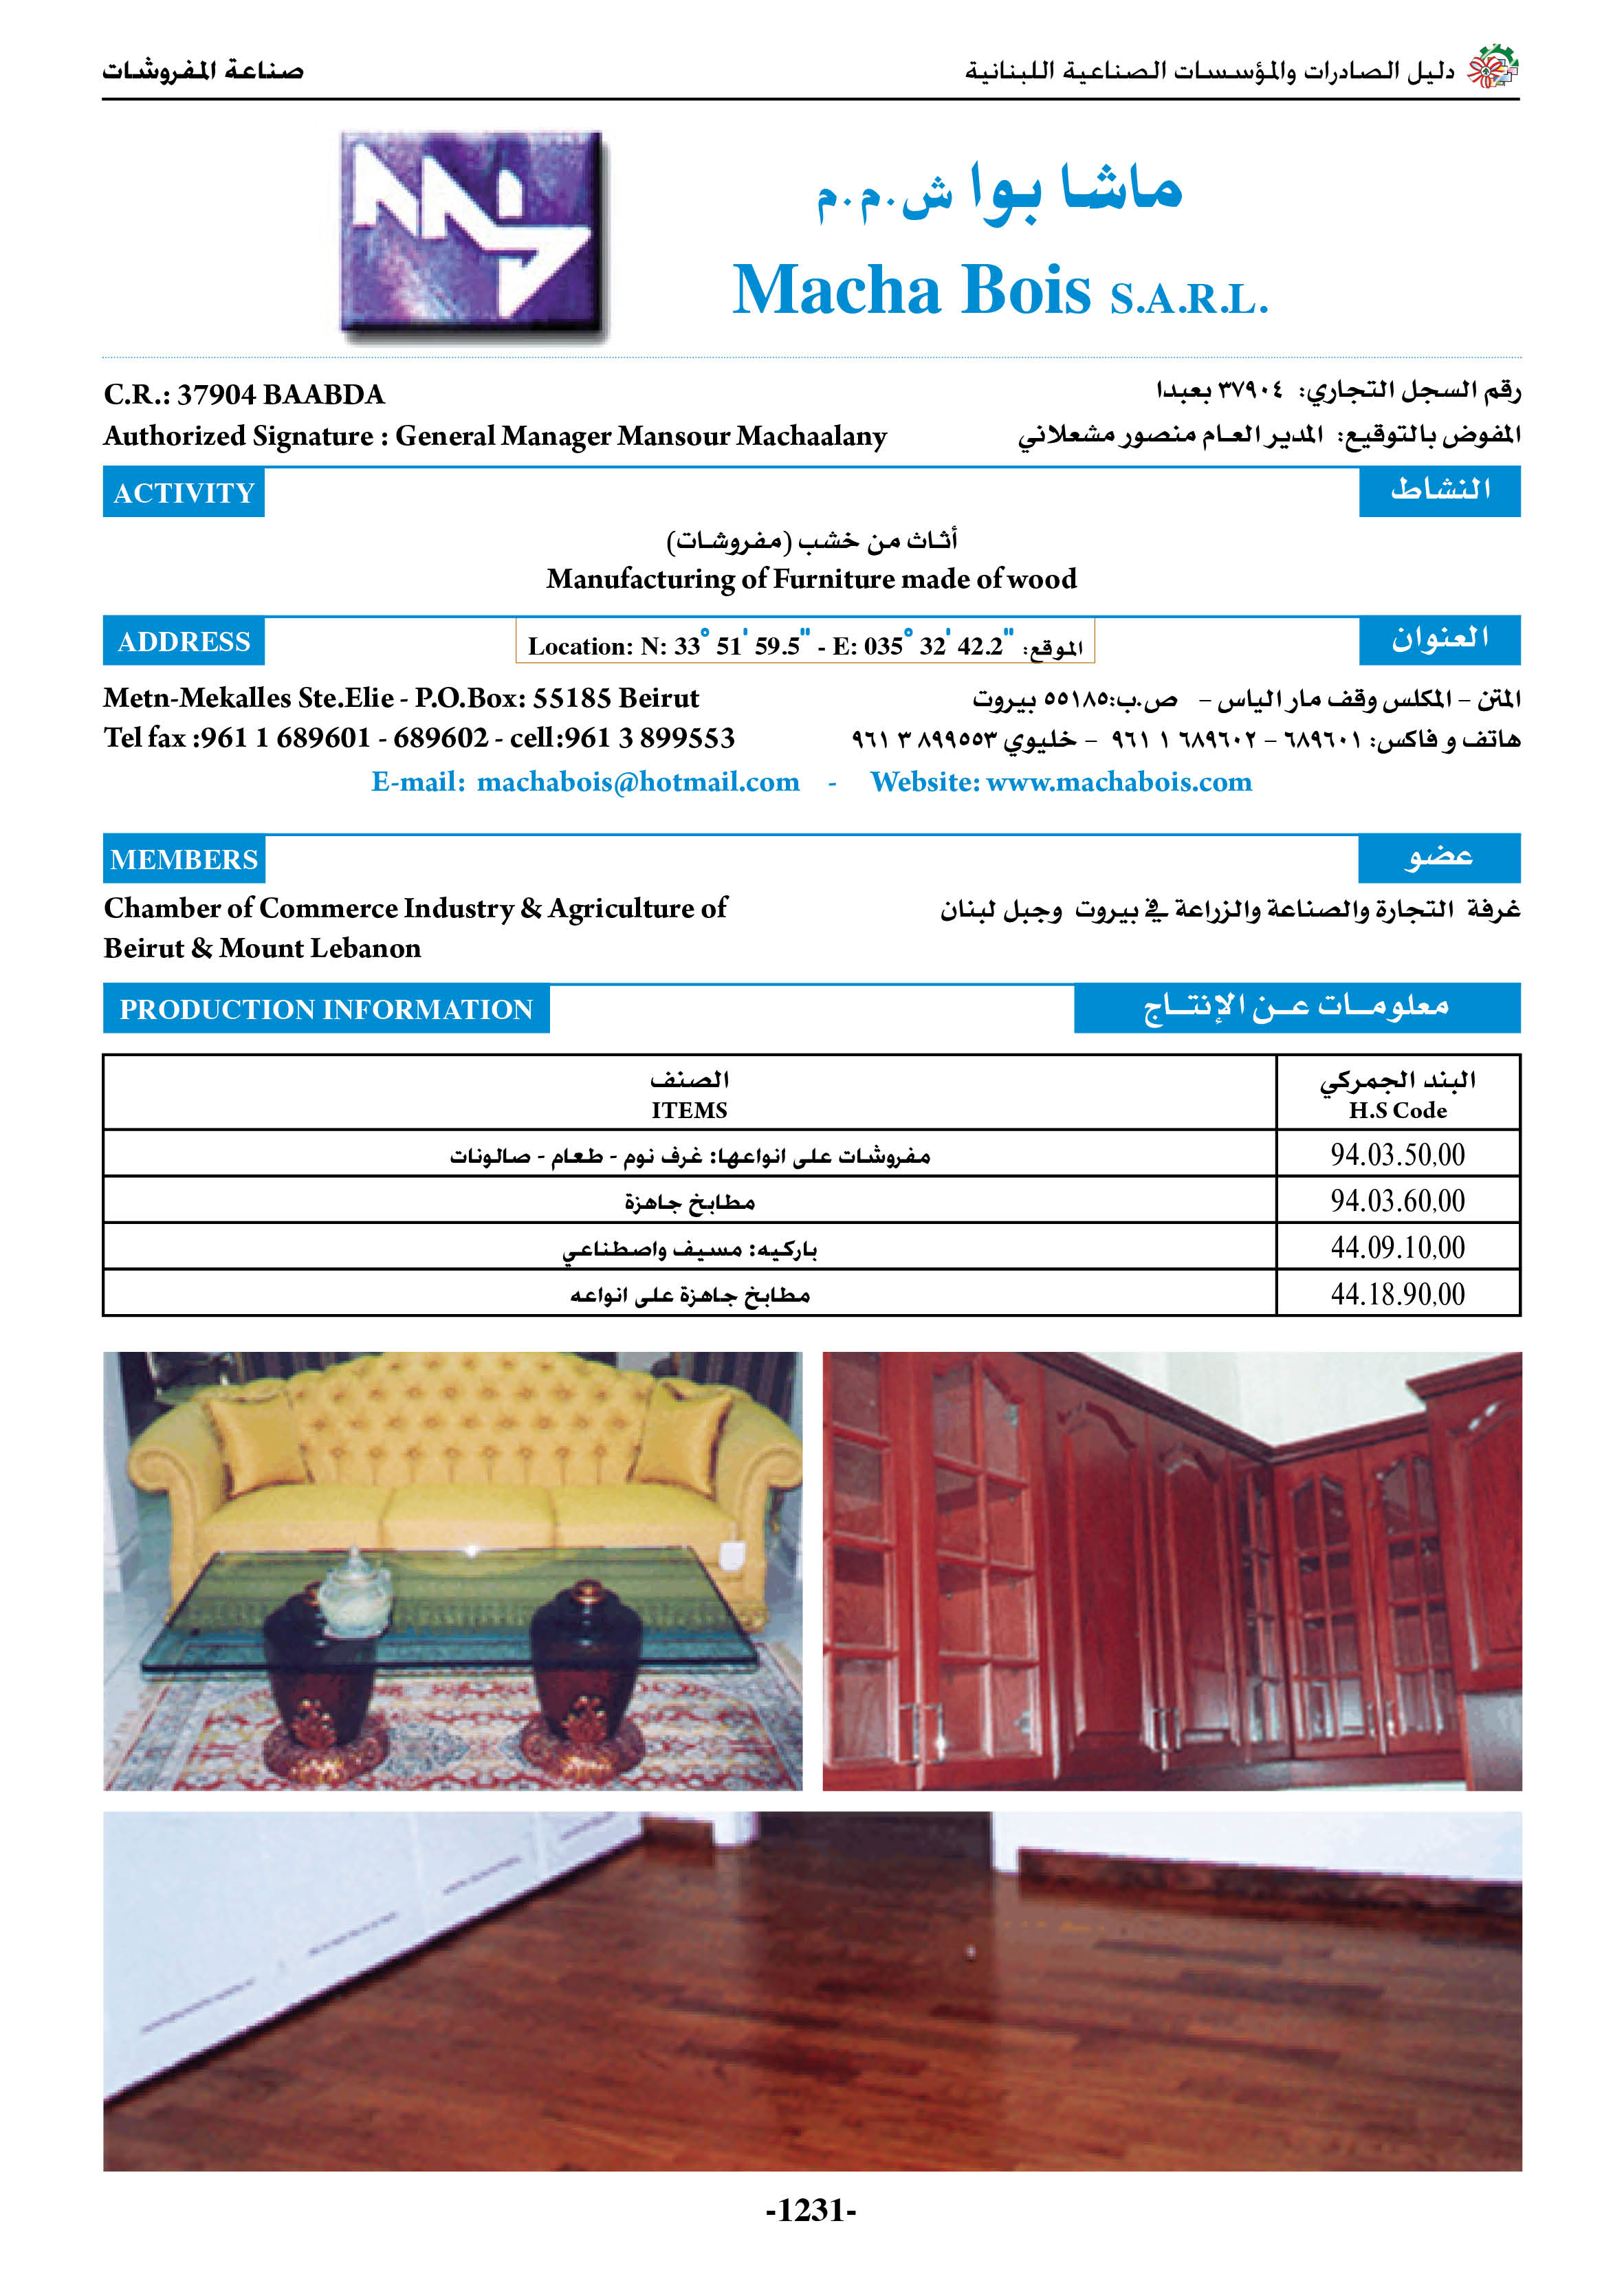 دليل الصادرات والمؤسسات الصناعية اللبنانية
صناعة المفروشات
ماشا بوا ش.م.م
Macha Bois S.A.R.L.
C.R.: 37904 BAABDA
رقم السجل التجاري: ٣٧٩٠٤ بعبدا
Authorized Signature : General Manager Mansour Machaalany
المفوض بالتوقيع: المدير العام منصور مشعلاني
ACTIVITY
النشاط
أثاث من خشب (مفروشات)
Manufacturing of Furniture made of wood
ADDRESS
Location: N: 33° 51' 59.5" - E: 035° 32' 42.2" الموقع:
العنوان
Metn-Mekalles Ste.Elie - P.O.Box: 55185 Beirut
المتن – المكلس وقف مار الياس – ص.ب:٥٥١٨٥ بيروت
Tel fax :961 1 689601 - 689602 - cell:961 3 899553
هاتف و فاكس: ٦٨٩٦٠١ – ٦٨٩٦٠٢ ١ ٩٦١ – خليوي ٨٩٩٥٥٣ ٣ ٩٦١
E-mail: machabois@hotmail.com - Website: www.machabois.com
MEMBERS
عضو
Chamber of Commerce Industry & Agriculture of
Beirut & Mount Lebanon
غرفة التجارة والصناعة والزراعة في بيروت وجبل لبنان
PRODUCTION INFORMATION
معلومات عن الإنتاج
البند الجمركي
H.S Code
الصنف
ITEMS
94.03.50,00
مفروشات على انواعها: غرف نوم - طعام - صالونات
94.03.60,00
مطابخ جاهزة
44.09.10,00
باركيه: مسيف واصطناعي
44.18.90,00
مطابخ جاهزة على انواعه
-1231-